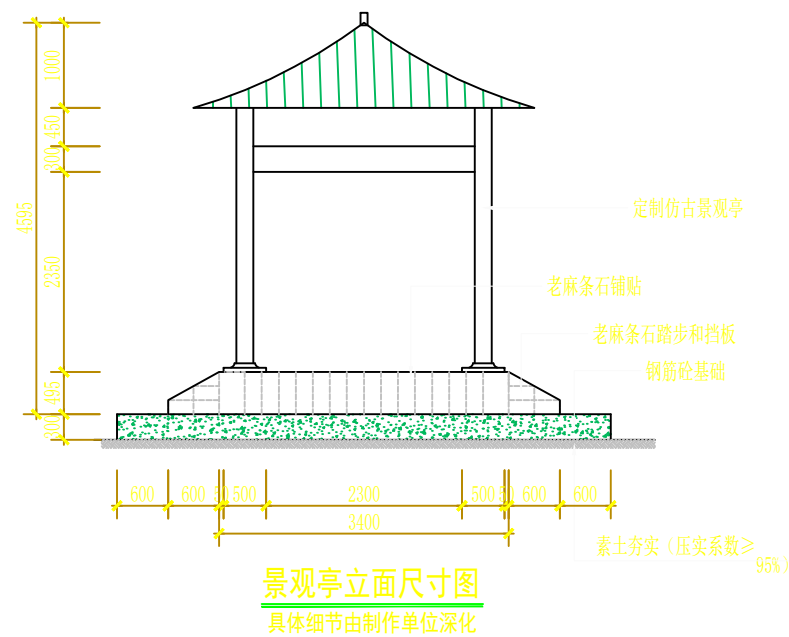 1000
450
300
4595
2350
495
300
定制仿古景观亭
老麻条石铺贴
老麻条石踏步和挡板
钢筋砼基础
600 600 50 500 2300 500 50 600 600
3400
素土夯实（压实系数≥
95%）
景观亭立面尺寸图
具体细节由制作单位深化